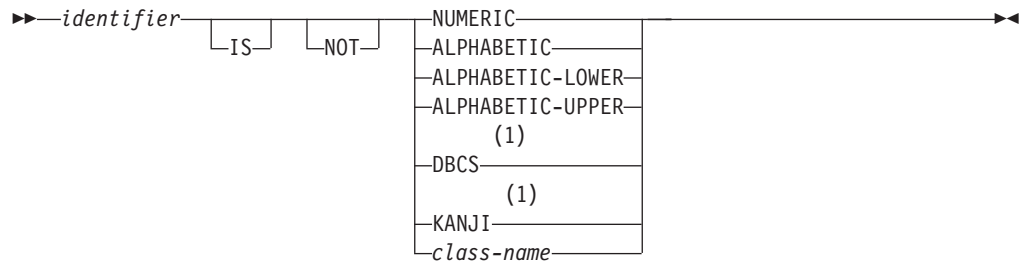 identifier NUMERIC
IS NOT ALPHABETIC
ALPHABETIC-LOWER
ALPHABETIC-UPPER
(1)
DBCS
(1)
KANJI
class-name